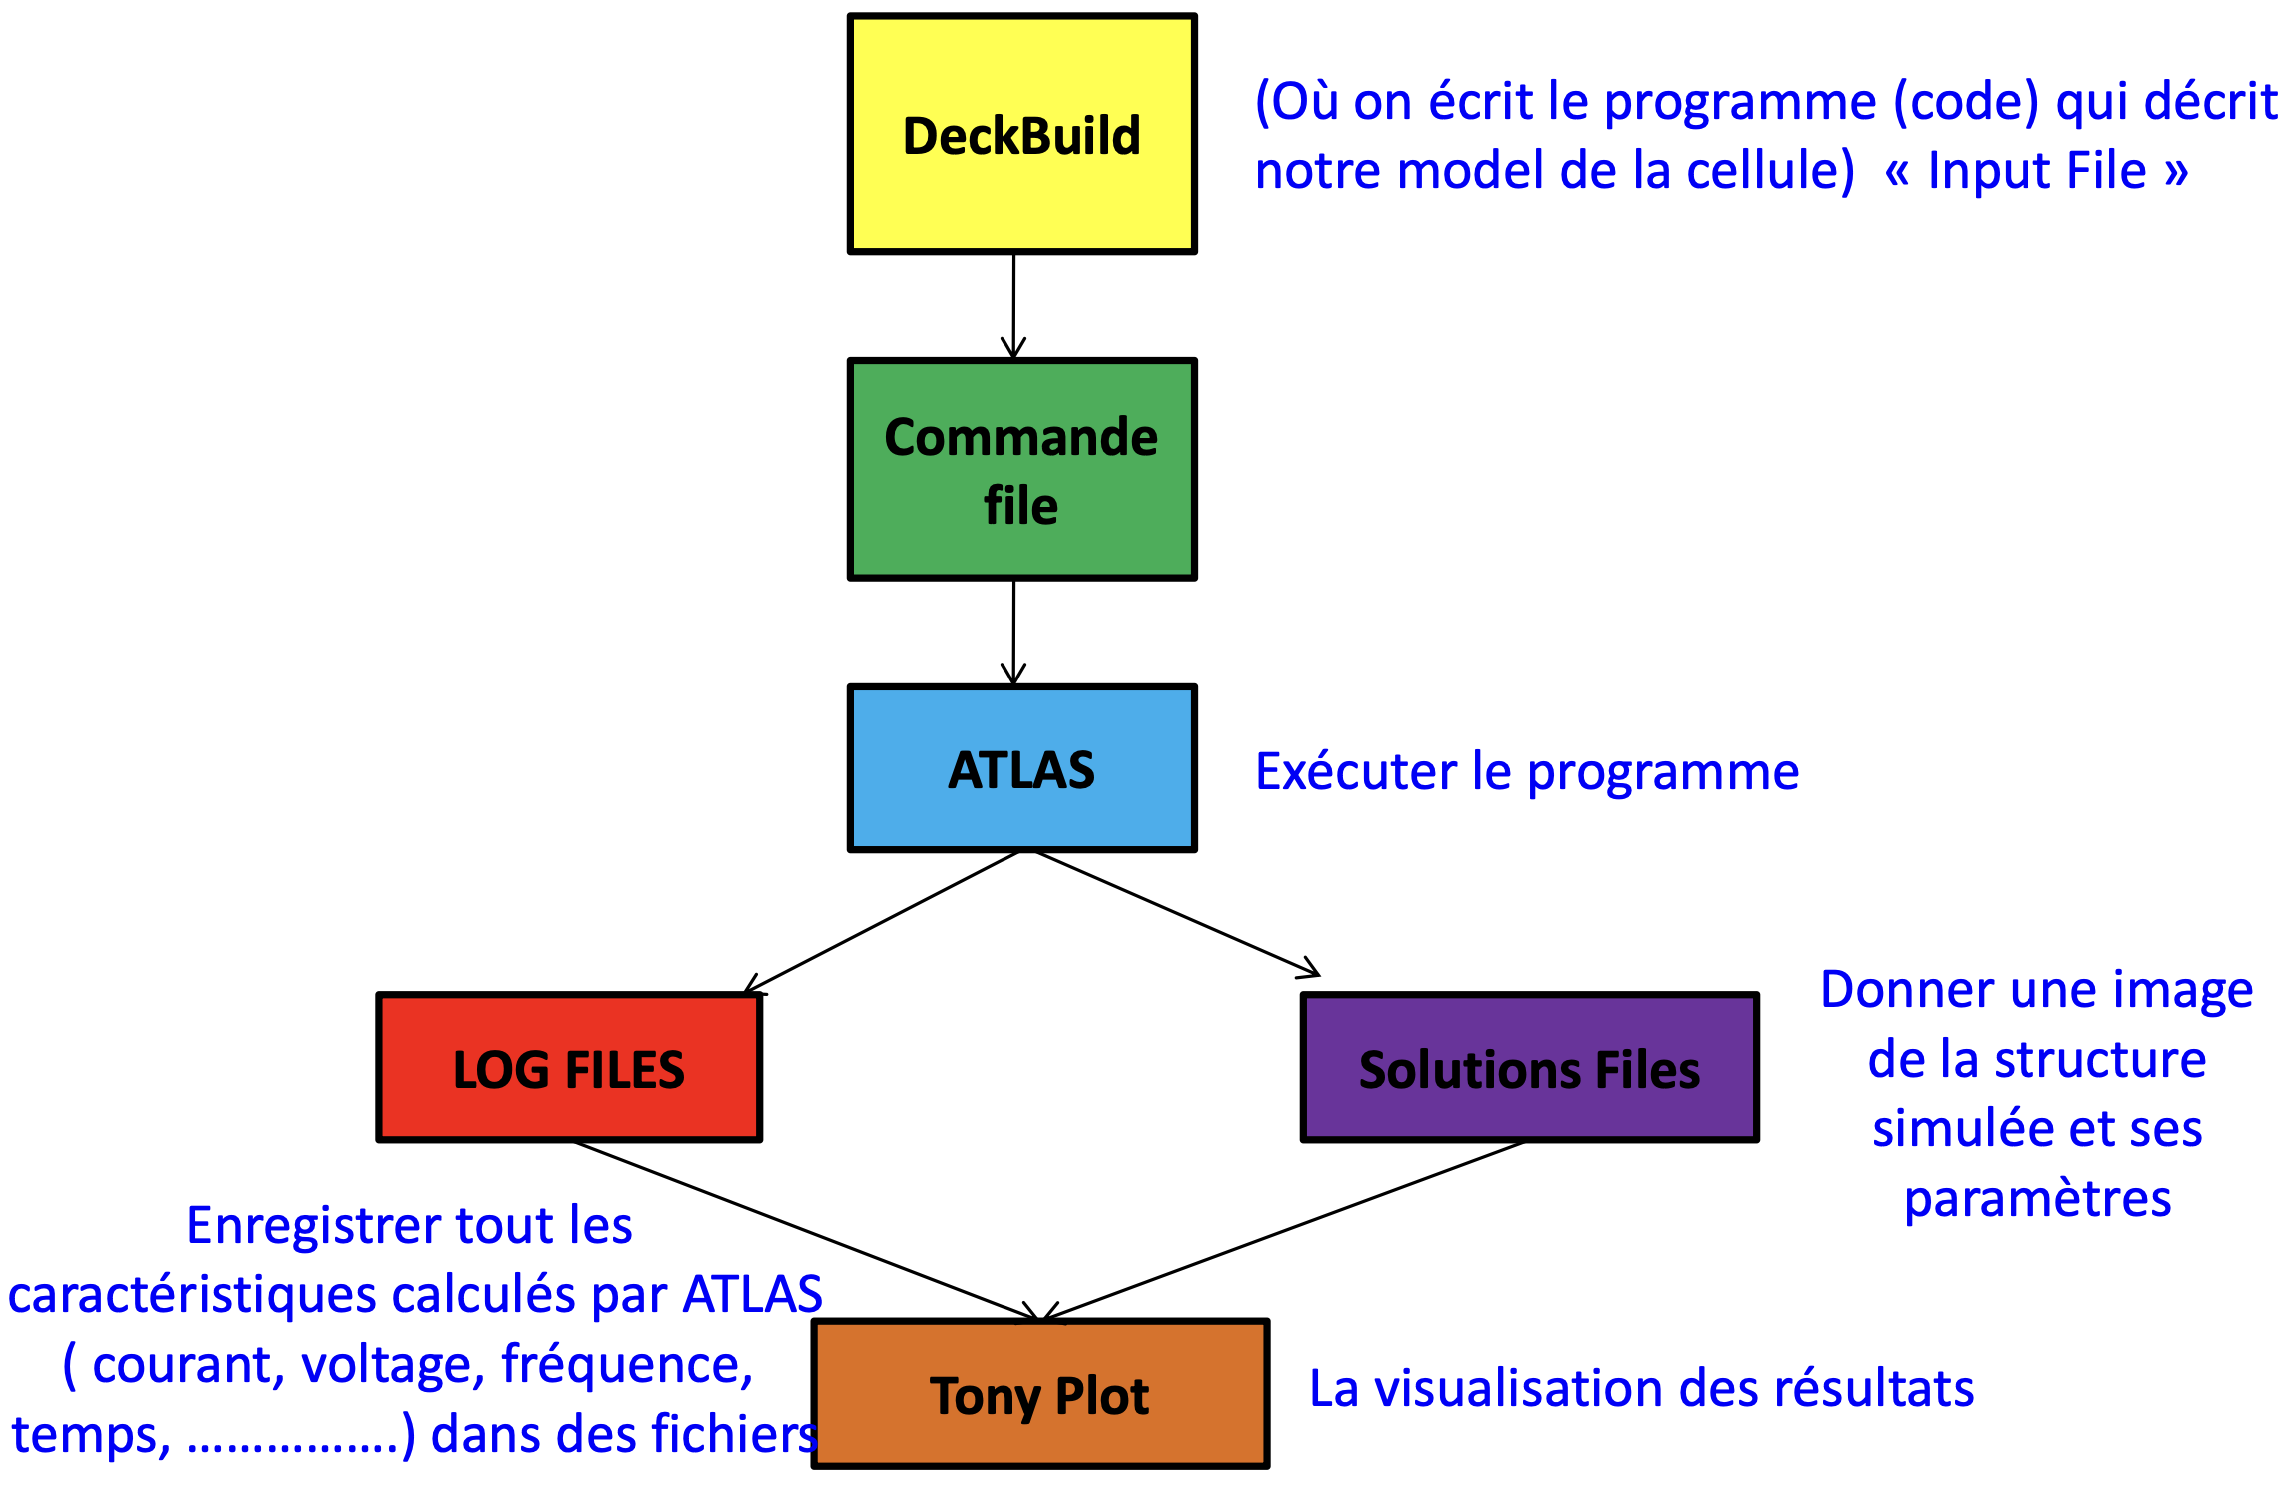 DeckBuild
(Où on écrit le programme (code) qui décrit
notre model de la cellule)  « Input File »
Commande
file
ATLAS
Exécuter le programme
LOG FILES
Solutions Files
Donner une image
de la structure
simulée et ses
paramètres
Enregistrer tout les
caractéristiques calculés par ATLAS
( courant, voltage, fréquence,
temps, …………….) dans des fichiers
Tony Plot
La visualisation des résultats